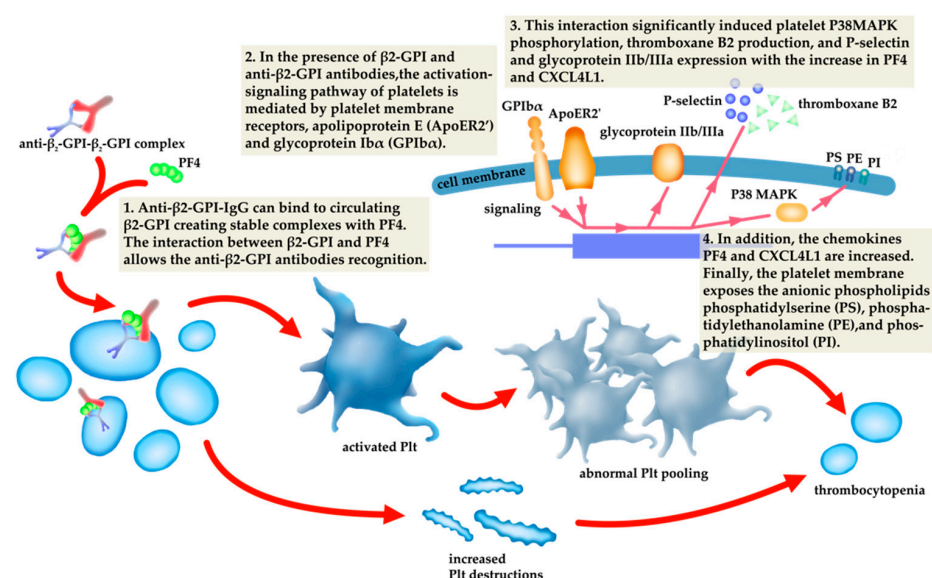 2. In the presence of β2-GPI and
anti-β2-GPI antibodies,the activation-
signaling pathway of platelets is
mediated by platelet membrane
receptors, apolipoprotein E (ApoER2′)
and glycoprotein Ibα (GPIbα).
3. This interaction significantly induced platelet P38MAPK
phosphorylation, thromboxane B2 production, and P-selectin
and glycoprotein IIb/IIIa expression with the increase in PF4
and CXCL4L1.
anti-β₂-GPI-β₂-GPI complex
PF4
GPIbα
ApoER2′
glycoprotein IIb/IIIa
P-selectin
thromboxane B2
PS PE PI
cell membrane
signaling
P38 MAPK
1. Anti-β2-GPI-IgG can bind to circulating
β2-GPI creating stable complexes with PF4.
The interaction between β2-GPI and PF4
allows the anti-β2-GPI antibodies recognition.
4. In addition, the chemokines
PF4 and CXCL4L1 are increased.
Finally, the platelet membrane
exposes the anionic phospholipids
phosphatidylserine (PS), phospha-
tidylethanolamine (PE),and phos-
phatidylinositol (PI).
activated Plt
abnormal Plt pooling
thrombocytopenia
increased
Plt destructions